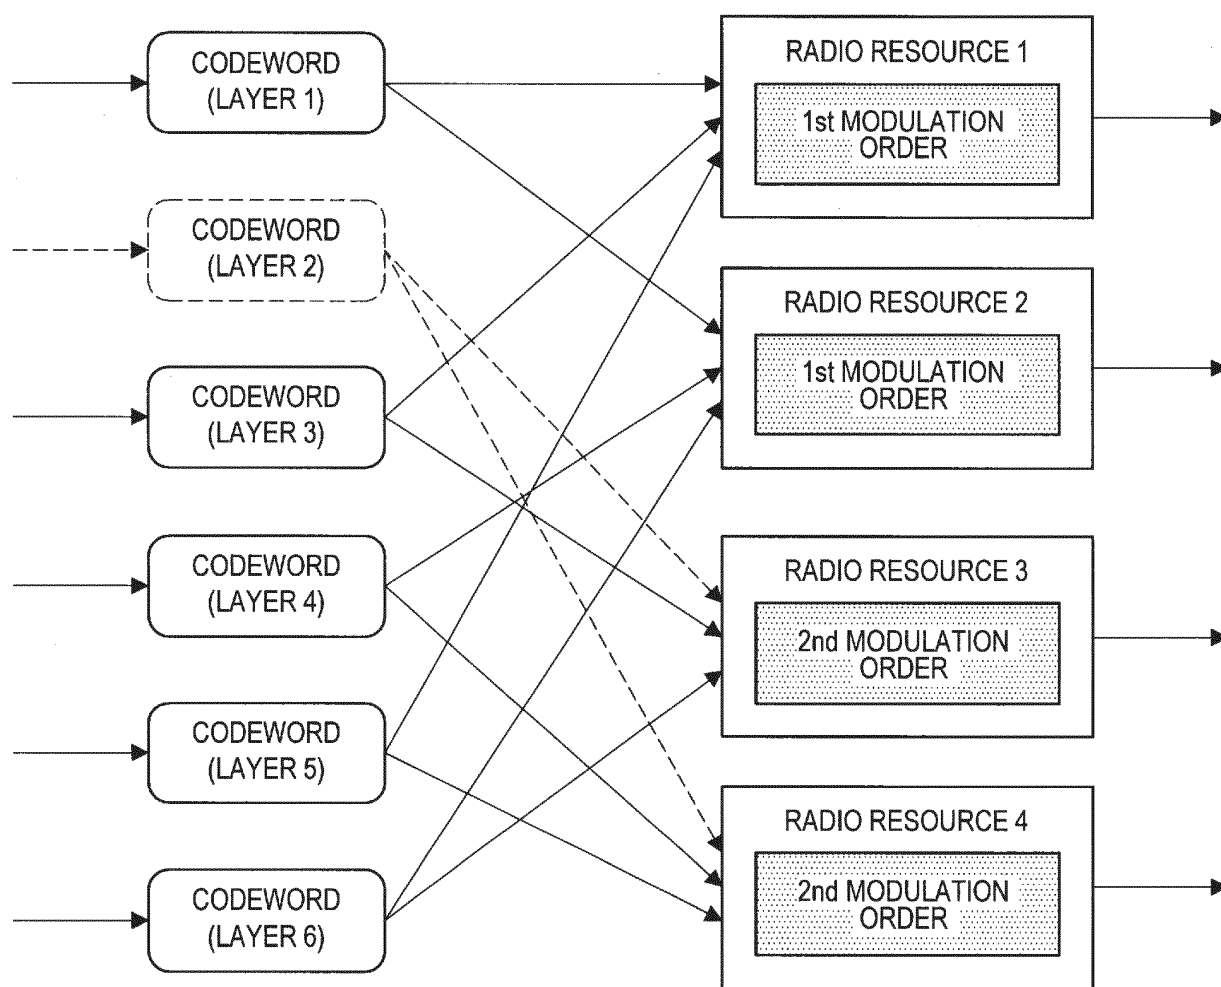 CODEWORD
(LAYER 1)
CODEWORD
(LAYER 2)
CODEWORD
(LAYER 3)
CODEWORD
(LAYER 4)
CODEWORD
(LAYER 5)
CODEWORD
(LAYER 6)
RADIO RESOURCE 1
1st MODULATION
ORDER
RADIO RESOURCE 2
1st MODULATION
ORDER
RADIO RESOURCE 3
2nd MODULATION
ORDER
RADIO RESOURCE 4
2nd MODULATION
ORDER